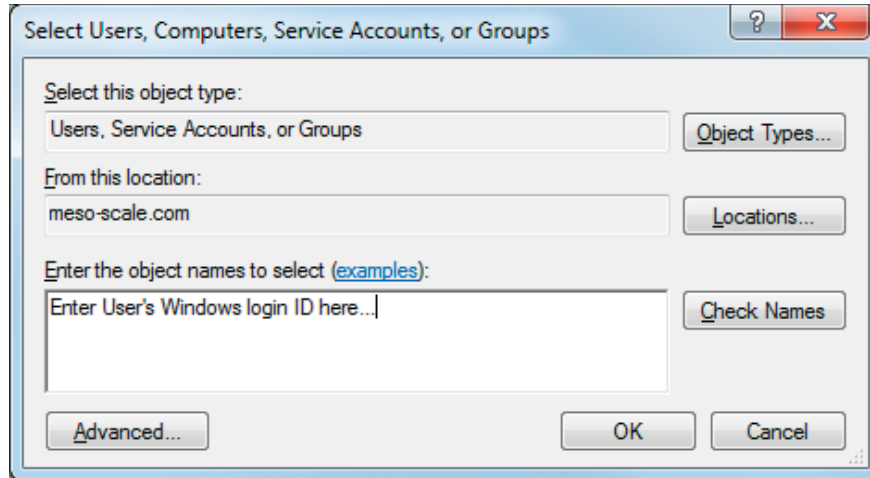 Select Users, Computers, Service Accounts, or Groups
Select this object type:
Users, Service Accounts, or Groups
Object Types...
From this location:
meso-scale.com
Locations...
Enter the object names to select (examples):
Enter User's Windows login ID here...
Check Names
Advanced...
OK
Cancel